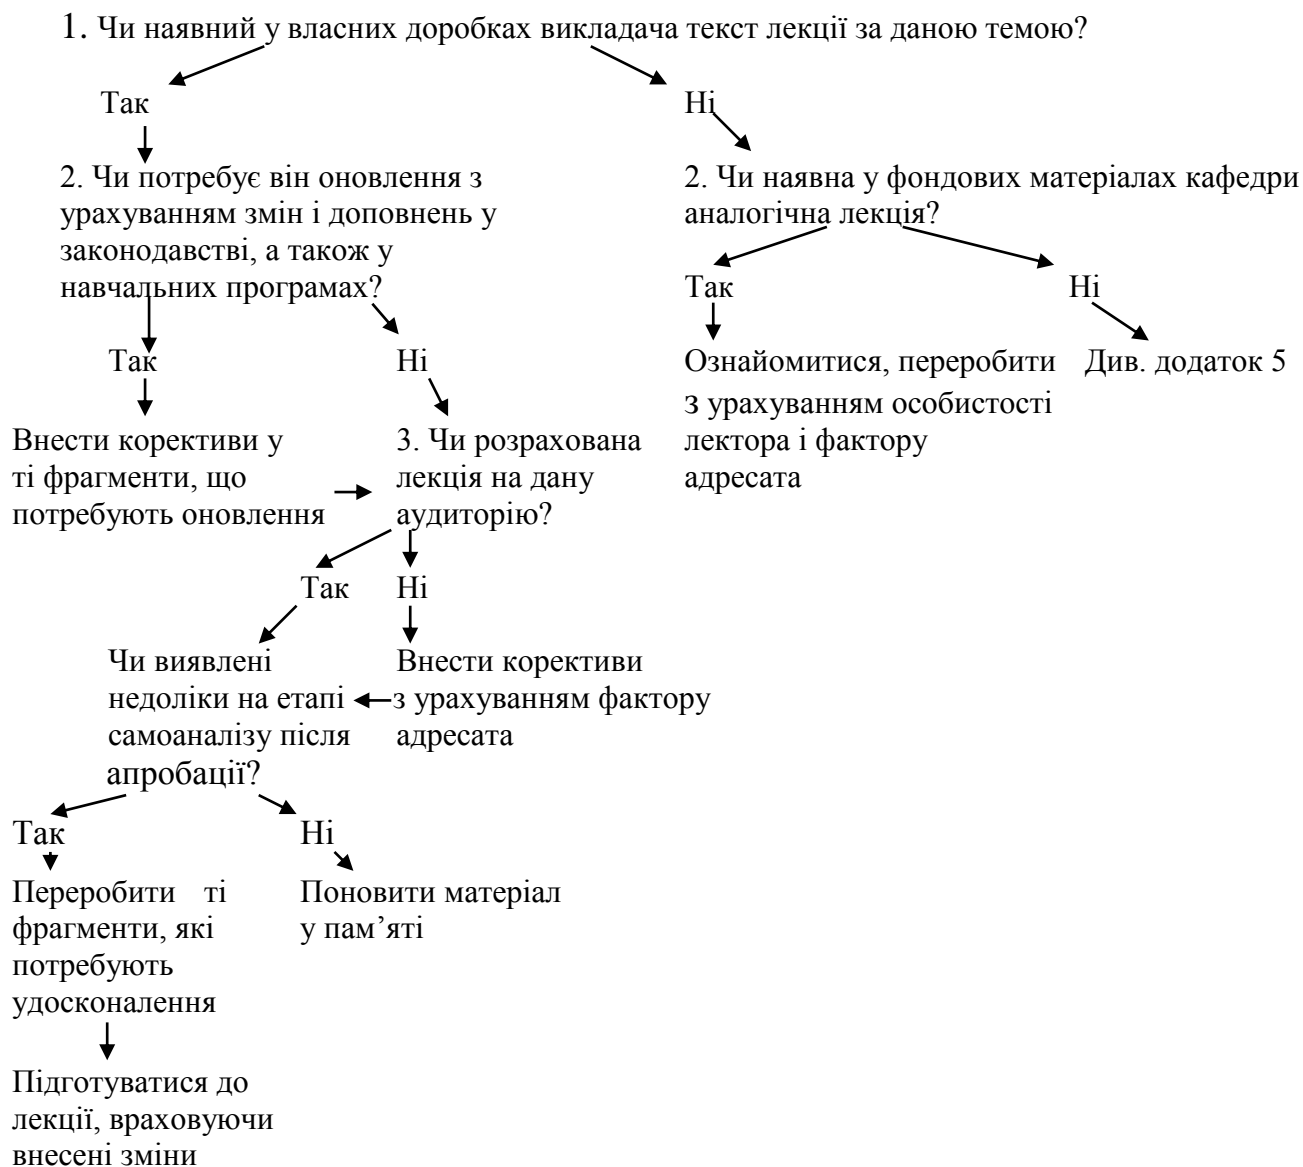 1. Чи наявний у власних доробках викладача текст лекції за даною темою?
Так
Ні
2. Чи потребує він оновлення з
урахуванням змін і доповнень у
законодавстві, а також у
навчальних програмах?
2. Чи наявна у фондових матеріалах кафедри
аналогічна лекція?
Так
Ні
Так
Ні
Ознайомитися, переробити
з урахуванням особистості
лектора і фактору
адресата
Див. додаток 5
Внести корективи у
ті фрагменти, що
потребують оновлення
3. Чи розрахована
лекція на дану
аудиторію?
Так
Ні
Чи виявлені
недоліки на етапі
самоаналізу після
апробації?
Внести корективи
з урахуванням фактору
адресата
Так
Ні
Переробити ті
фрагменти, які
потребують
удосконалення
Поновити матеріал
у пам’яті
Підготуватися до
лекції, враховуючи
внесені зміни